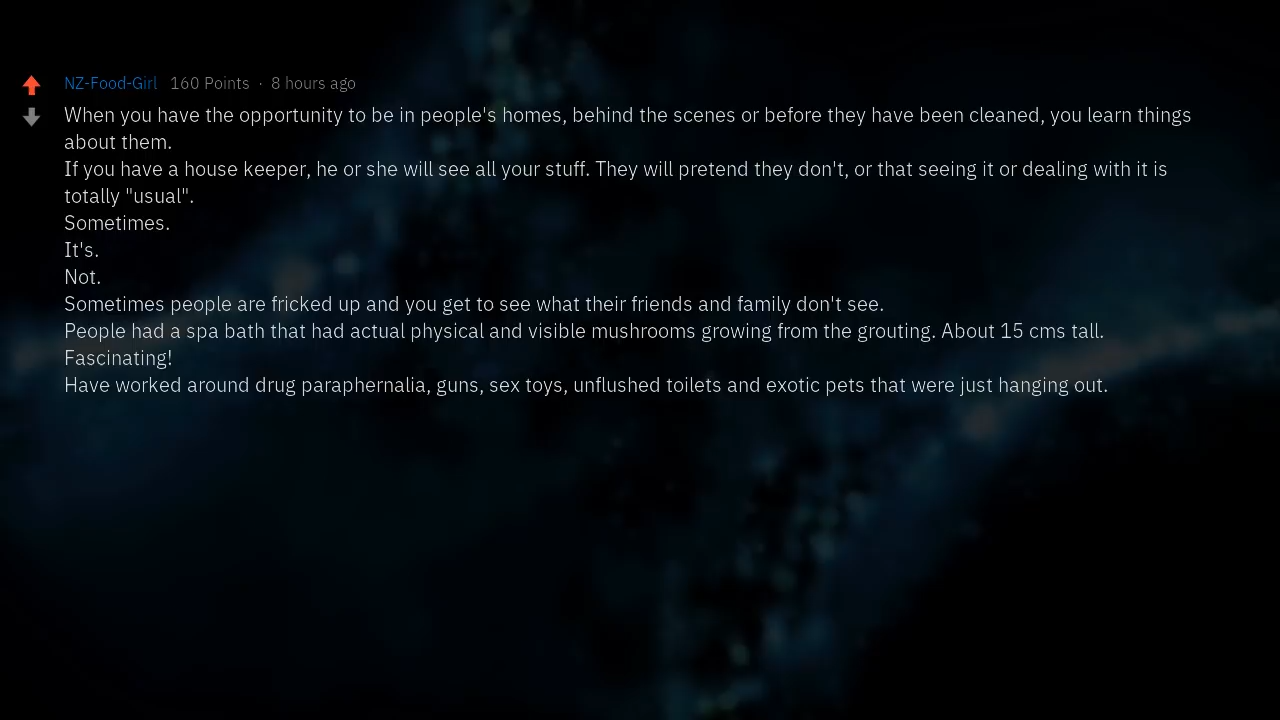 NZ-Food-Girl 160 Points · 8 hours ago
When you have the opportunity to be in people's homes, behind the scenes or before they have been cleaned, you learn things
about them.
If you have a house keeper, he or she will see all your stuff. They will pretend they don't, or that seeing it or dealing with it is
totally "usual".
Sometimes.
It's.
Not.
Sometimes people are fricked up and you get to see what their friends and family don't see.
People had a spa bath that had actual physical and visible mushrooms growing from the grouting. About 15 cms tall.
Fascinating!
Have worked around drug paraphernalia, guns, sex toys, unflushed toilets and exotic pets that were just hanging out.